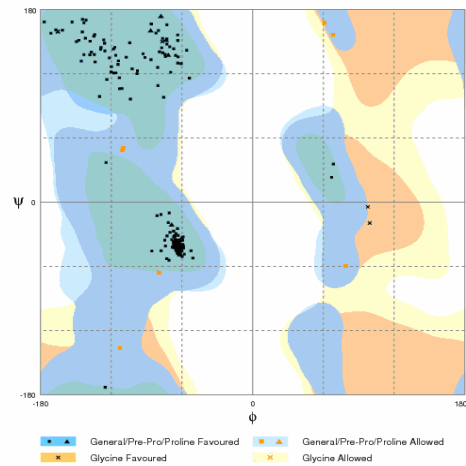 180
ψ
0
-180
-180
0
180
ϕ
General/Pre-Pro/Proline Favoured
General/Pre-Pro/Proline Allowed
Glycine Favoured
Glycine Allowed